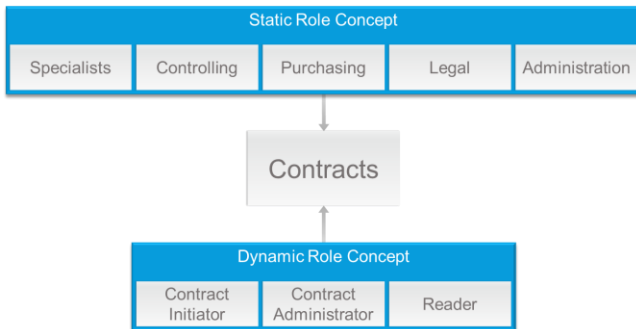 Static Role Concept
Specialists
Controlling
Purchasing
Legal
Administration
Contracts
Dynamic Role Concept
Contract
Initiator
Contract
Administrator
Reader